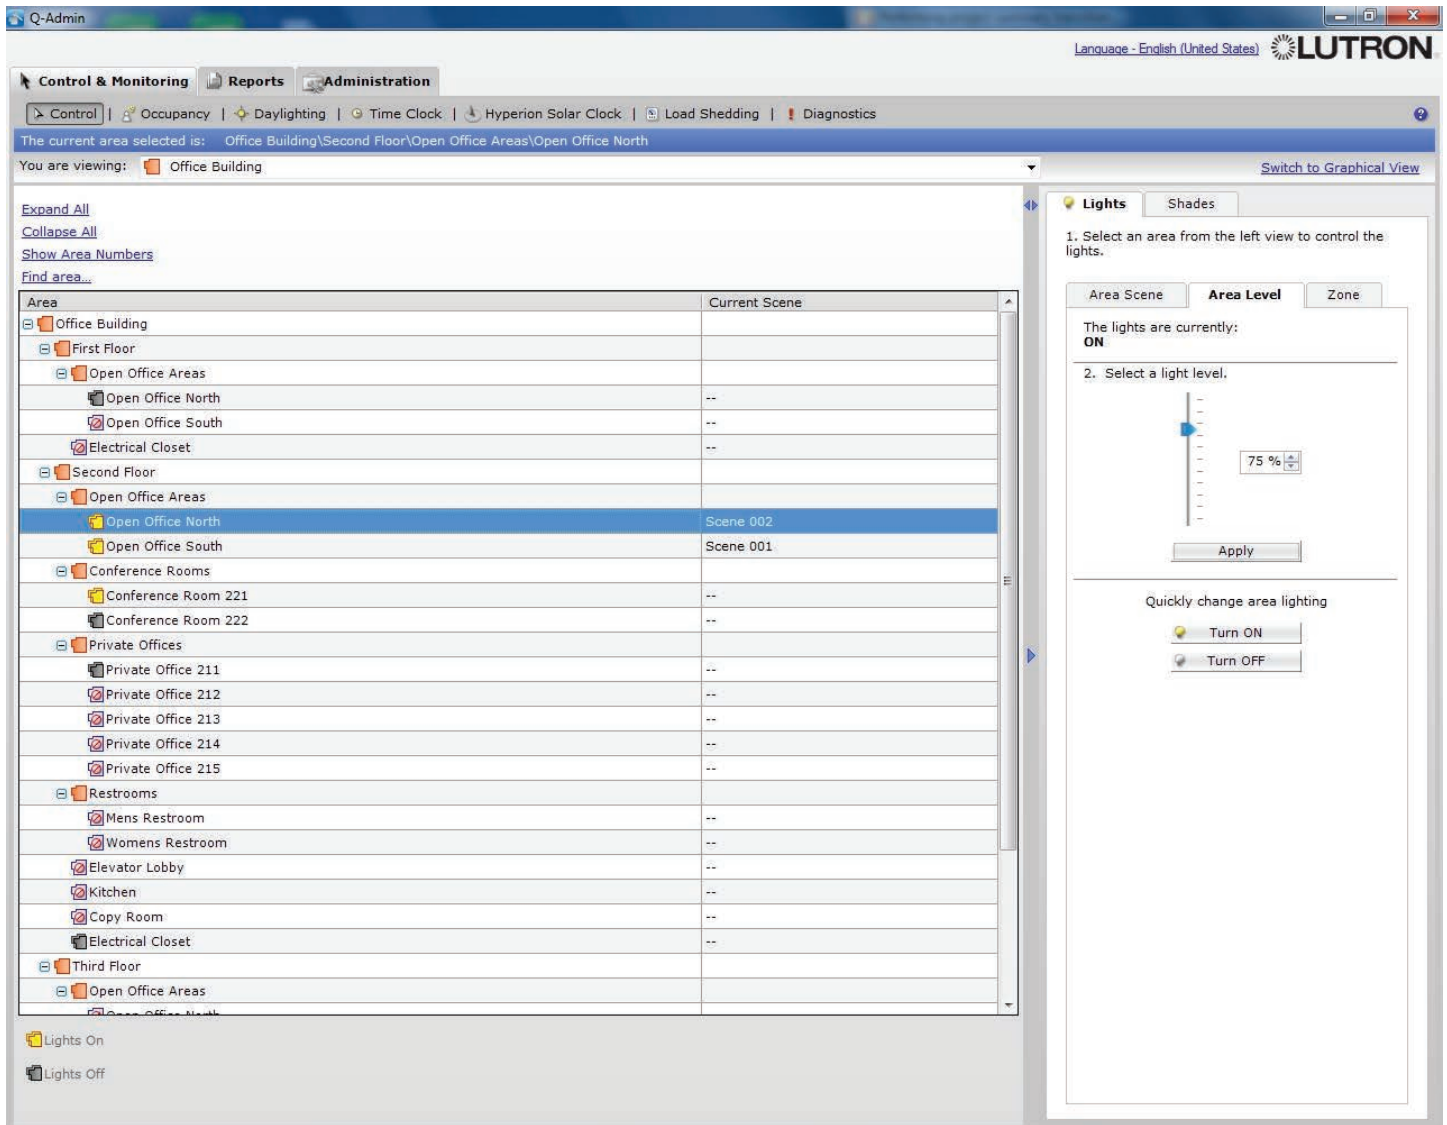 Q-Admin
Language - English (United States) LUTRON
Control & Monitoring Reports Administration
Control | Occupancy | Daylighting | Time Clock | Hyperion Solar Clock | Load Shedding | Diagnostics
The current area selected is: Office Building\Second Floor\Open Office Areas\Open Office North
You are viewing: Office Building Switch to Graphical View
Expand All
Collapse All
Show Area Numbers
Find area...
Area Current Scene
Office Building
First Floor
Open Office Areas
Open Office North --
Open Office South --
Electrical Closet --
Second Floor
Open Office Areas
Open Office North Scene 002
Open Office South Scene 001
Conference Rooms
Conference Room 221 --
Conference Room 222 --
Private Offices
Private Office 211 --
Private Office 212 --
Private Office 213 --
Private Office 214 --
Private Office 215 --
Restrooms
Mens Restroom --
Womens Restroom --
Elevator Lobby --
Kitchen --
Copy Room --
Electrical Closet --
Third Floor
Open Office Areas
Open Office North
Lights On
Lights Off
Lights Shades
1. Select an area from the left view to control the
lights.
Area Scene Area Level Zone
The lights are currently:
ON
2. Select a light level.
75 %
Apply
Quickly change area lighting
Turn ON
Turn OFF